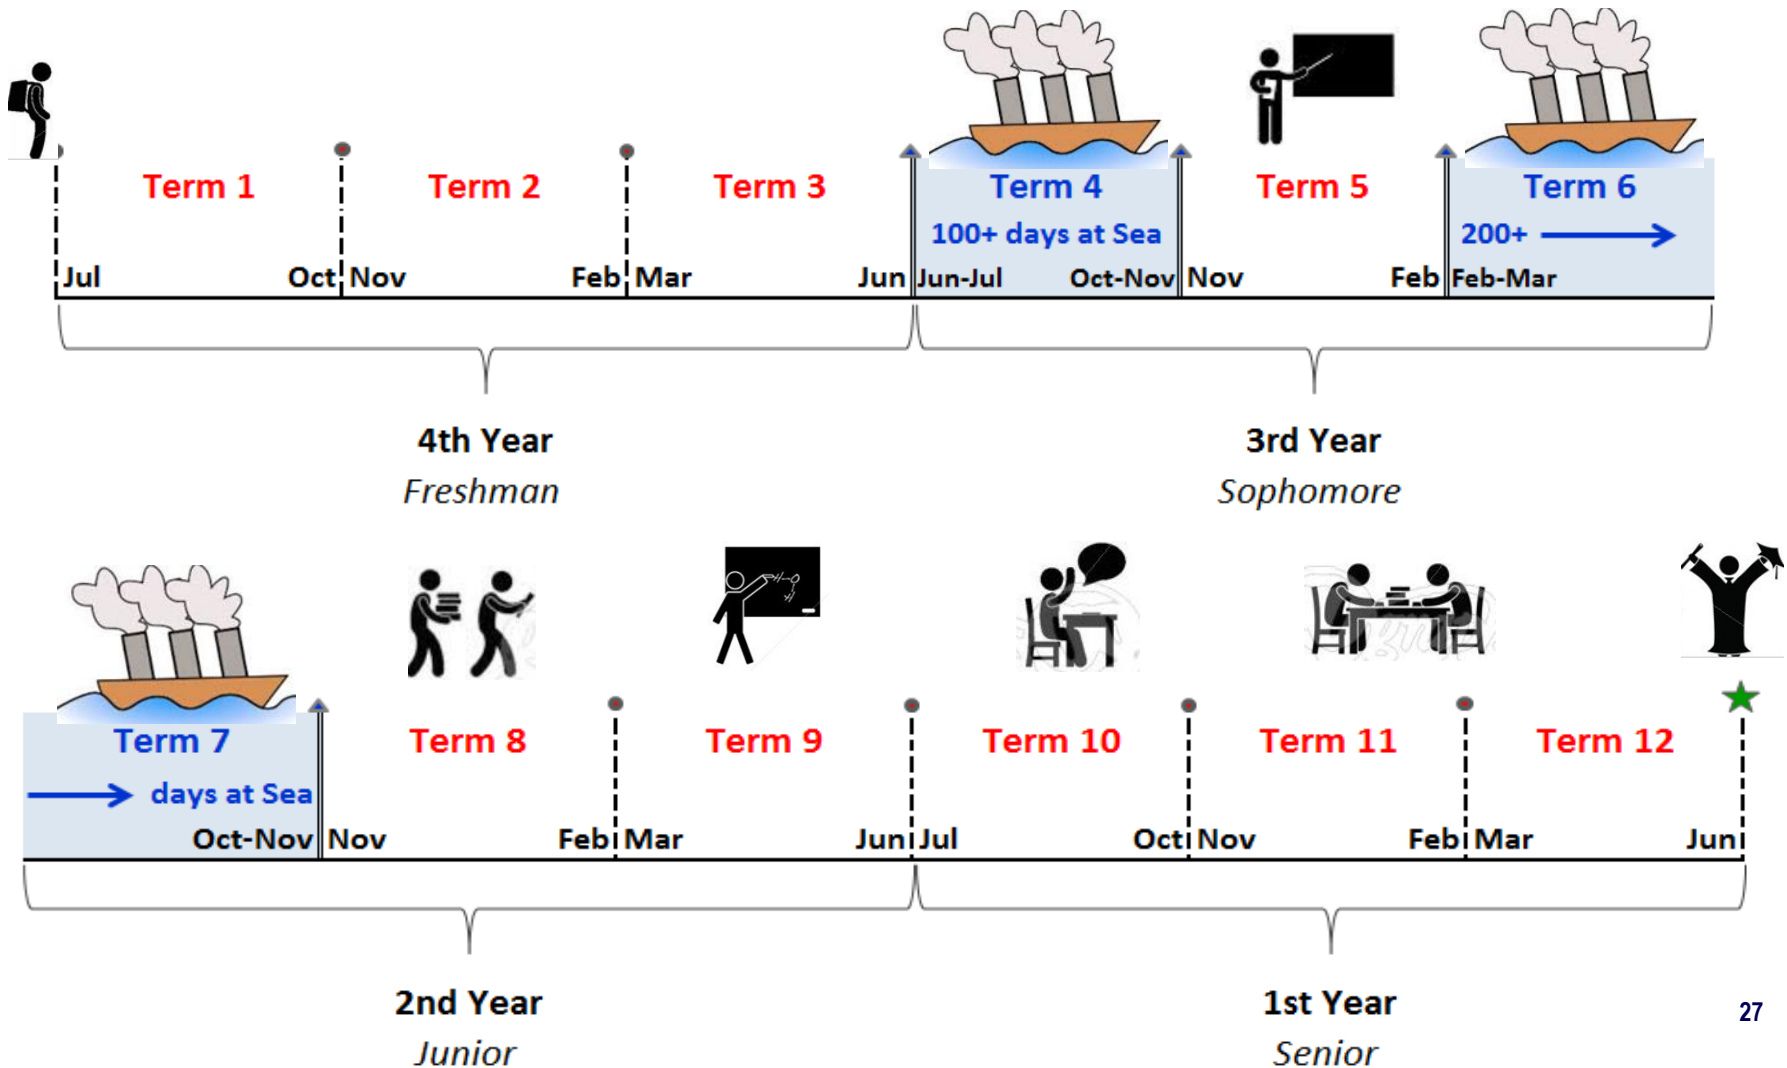 Term 1 Term 2 Term 3 Term 4 Term 5 Term 6
100+ days at Sea 200+
Jul Oct Nov Feb Mar Jun Jun-Jul Oct-Nov Nov Feb Feb-Mar
4th Year 3rd Year
Freshman Sophomore
Term 7 Term 8 Term 9 Term 10 Term 11 Term 12
days at Sea
Oct-Nov Nov Feb Mar Jun Jul Oct Nov Feb Mar Jun
2nd Year 1st Year
27
Junior Senior